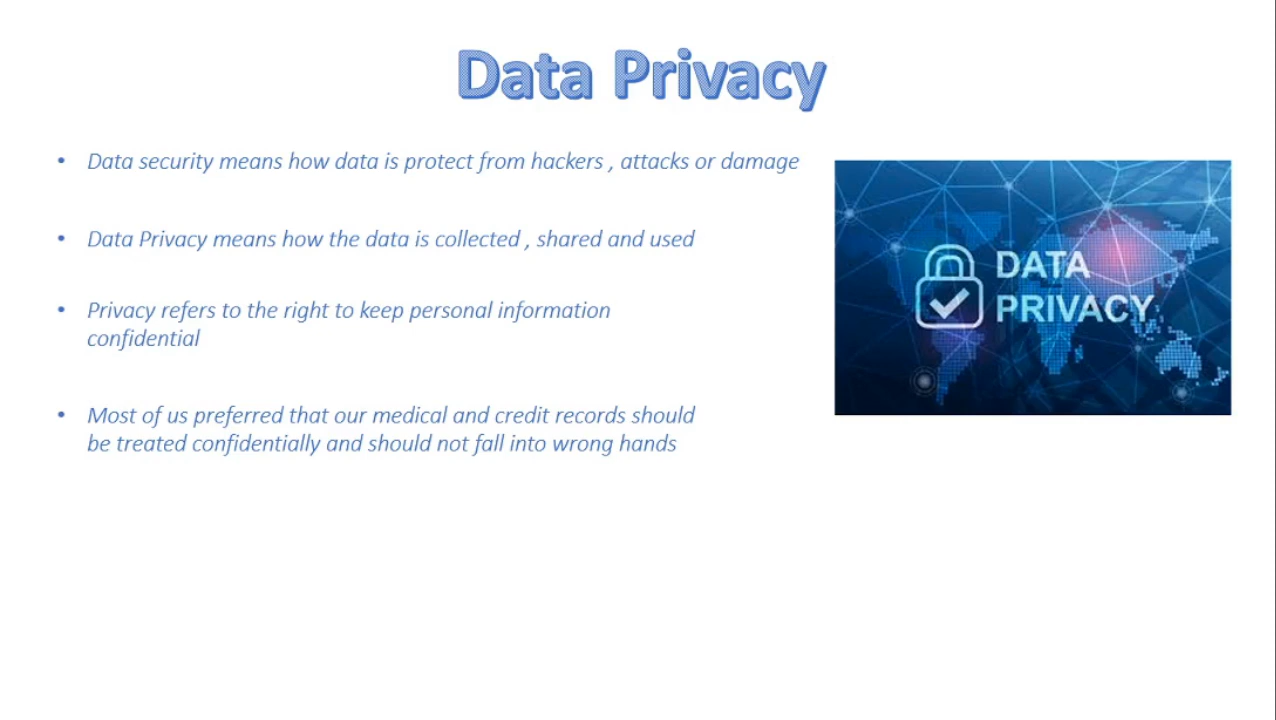 Data Privacy
• Data security means how data is protect from hackers , attacks or damage
• Data Privacy means how the data is collected , shared and used
• Privacy refers to the right to keep personal information
confidential
• Most of us preferred that our medical and credit records should
be treated confidentially and should not fall into wrong hands
DATA
PRIVACY